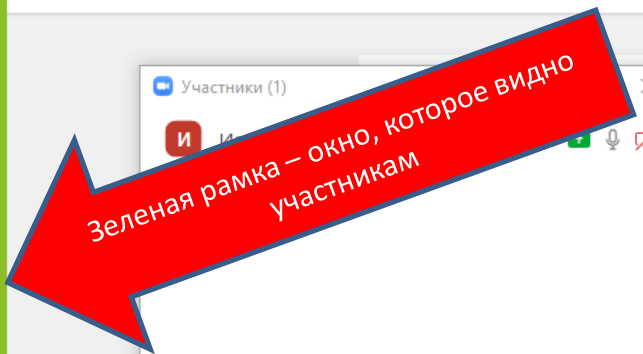 Участники (1)
И
Зеленая рамка – окно, которое видно
участникам